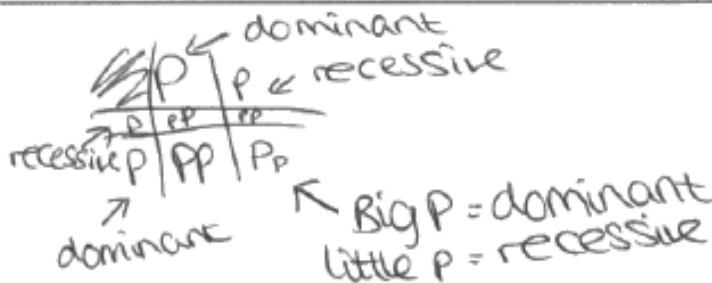 dominant
P p recessive
p Pp pp
recessive P PP Pp
dominant
Big P = dominant
little p = recessive